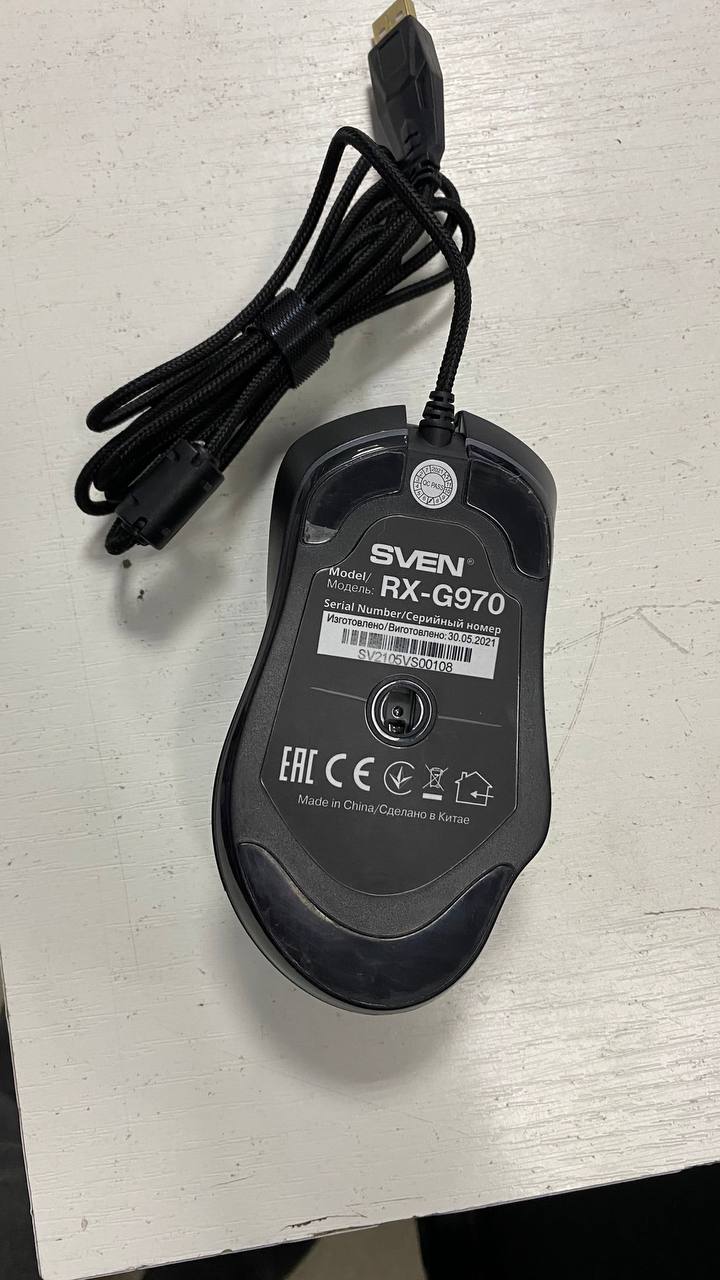 QC PASS
SVEN®
Model/
Модель: RX-G970
Serial Number/Серийный номер
Изготовлено/Виготовлено: 30.05.2021
SV2105VS00108
EAC CE
Made in China/Сделано в Китае